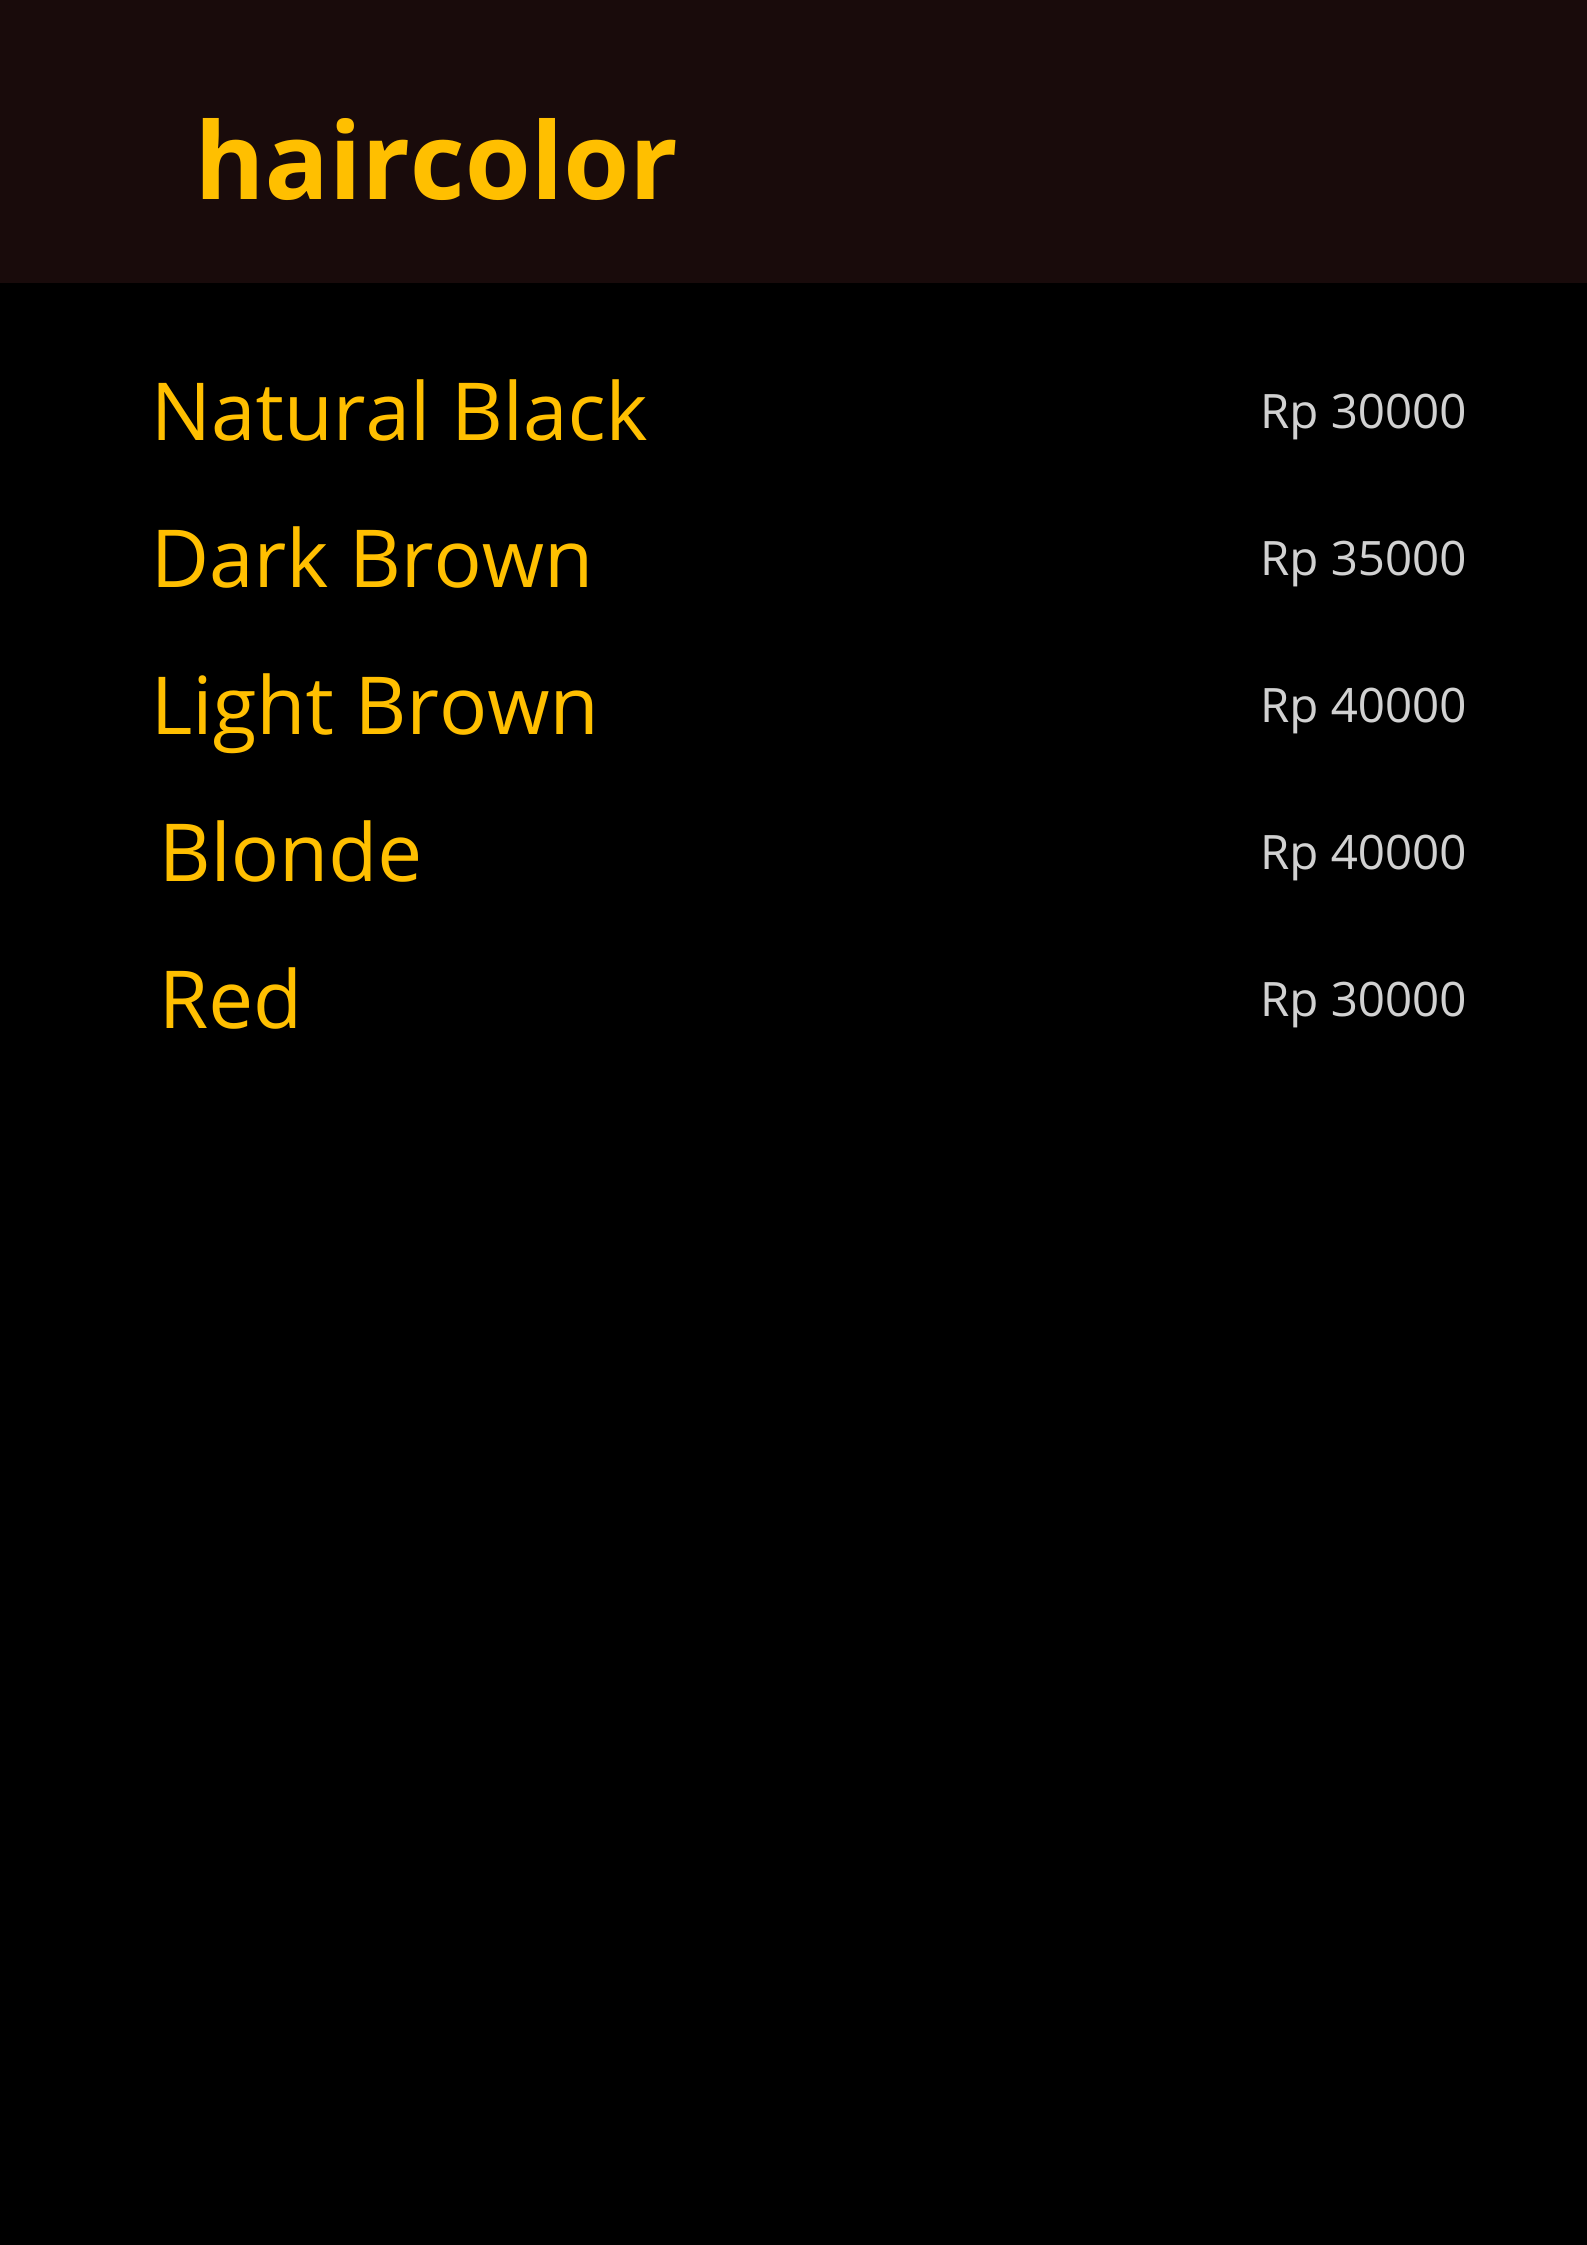 haircolor
Natural Black Rp 30000
Dark Brown Rp 35000
Light Brown Rp 40000
Blonde Rp 40000
Red Rp 30000